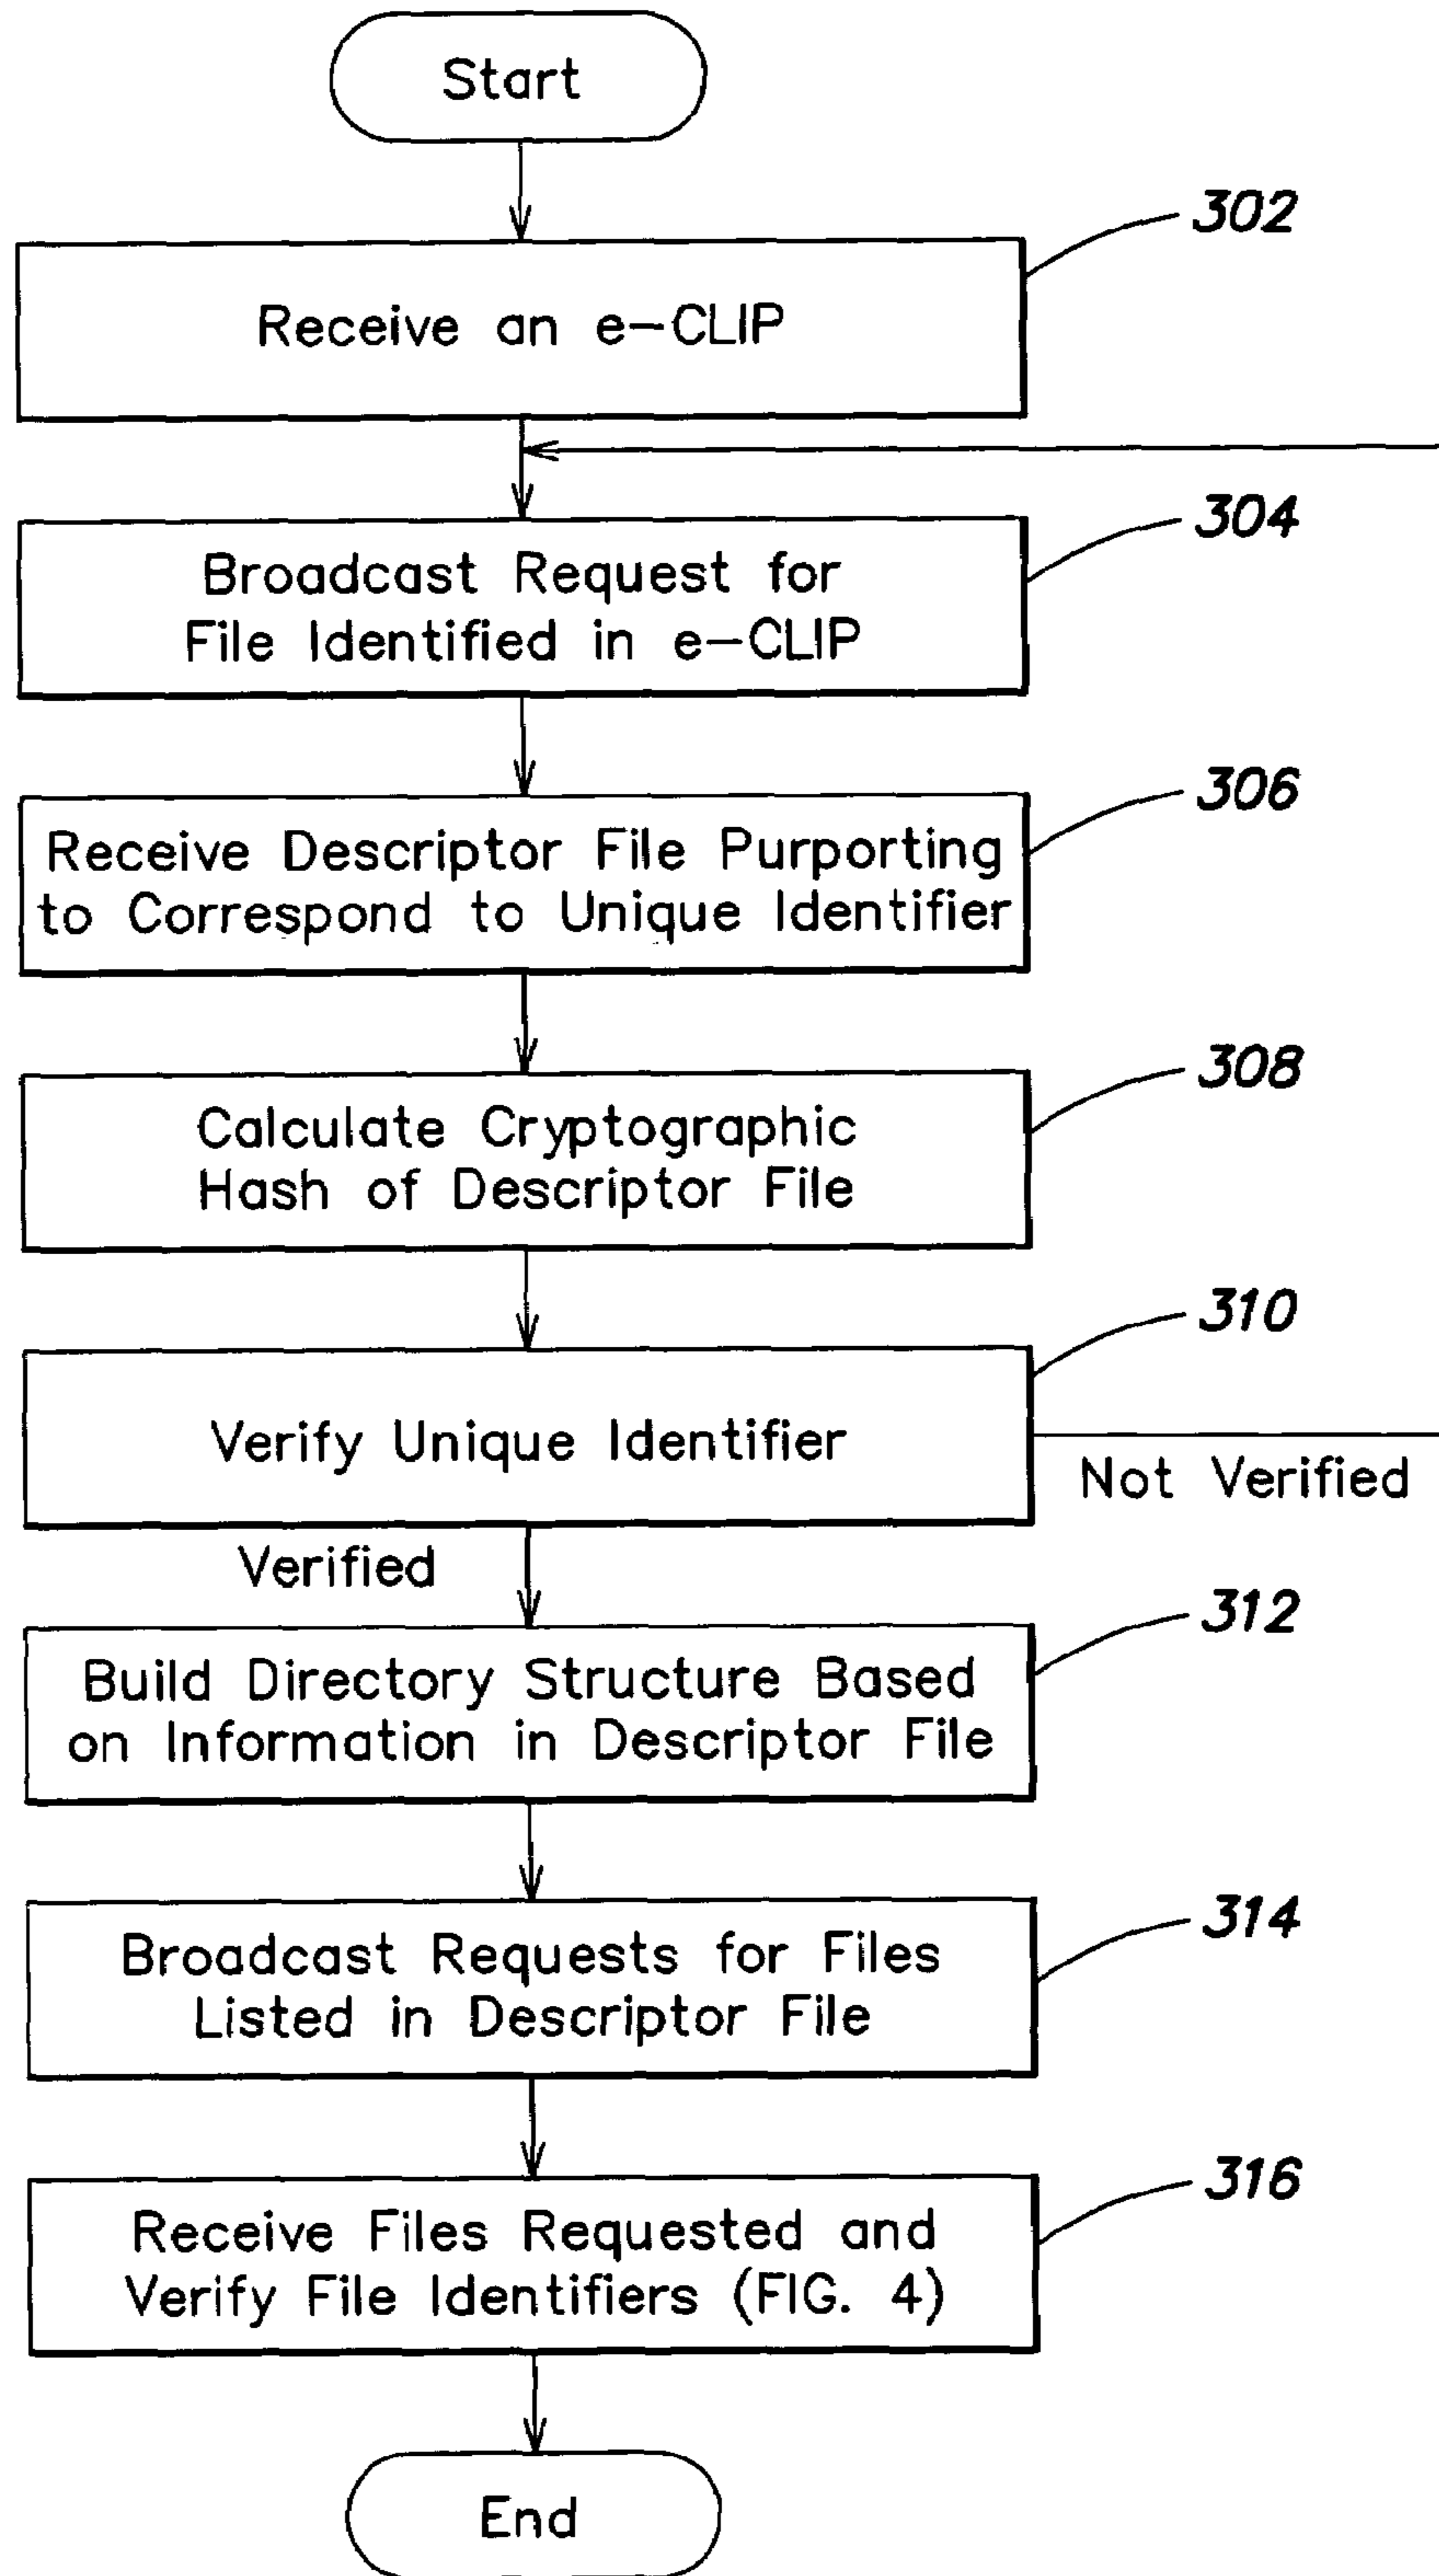 Start
302
Receive an e-CLIP
304
Broadcast Request for
File Identified in e-CLIP
306
Receive Descriptor File Purporting
to Correspond to Unique Identifier
308
Calculate Cryptographic
Hash of Descriptor File
310
Verify Unique Identifier
Not Verified
Verified
312
Build Directory Structure Based
on Information in Descriptor File
314
Broadcast Requests for Files
Listed in Descriptor File
316
Receive Files Requested and
Verify File Identifiers (FIG. 4)
End